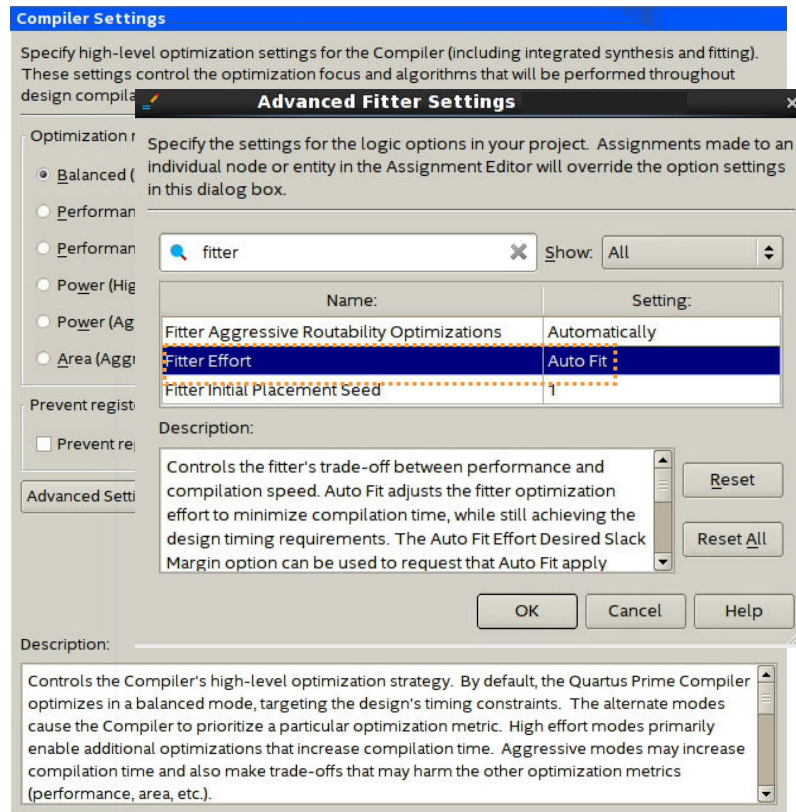 Compiler Settings
Specify high-level optimization settings for the Compiler (including integrated synthesis and fitting).
These settings control the optimization focus and algorithms that will be performed throughout
design compila
Advanced Fitter Settings
Optimization
Specify the settings for the logic options in your project. Assignments made to an
individual node or entity in the Assignment Editor will override the option settings
in this dialog box.
Balanced (
Performan
Performan
Power (Hig
Power (Ag
Area (Aggr
Prevent regist
Prevent re
Advanced Setti
fitter
Show: All
Name: Setting:
Fitter Aggressive Routability Optimizations Automatically
Fitter Effort Auto Fit
Fitter Initial Placement Seed 1
Description:
Controls the fitter's trade-off between performance and
compilation speed. Auto Fit adjusts the fitter optimization
effort to minimize compilation time, while still achieving the
design timing requirements. The Auto Fit Effort Desired Slack
Margin option can be used to request that Auto Fit apply
Reset
Reset All
OK Cancel Help
Description:
Controls the Compiler's high-level optimization strategy. By default, the Quartus Prime Compiler
optimizes in a balanced mode, targeting the design's timing constraints. The alternate modes
cause the Compiler to prioritize a particular optimization metric. High effort modes primarily
enable additional optimizations that increase compilation time. Aggressive modes may increase
compilation time and also make trade-offs that may harm the other optimization metrics
(performance, area, etc.).